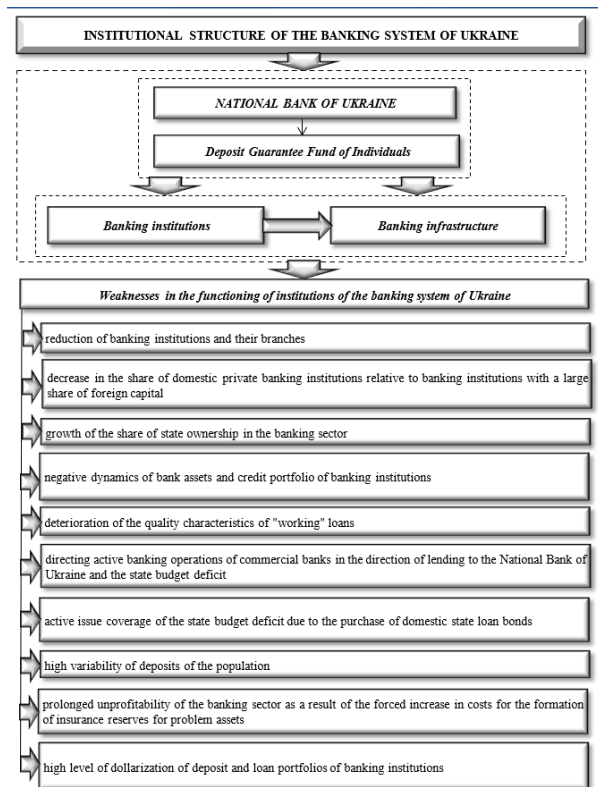 INSTITUTIONAL STRUCTURE OF THE BANKING SYSTEM OF UKRAINE
NATIONAL BANK OF UKRAINE
Deposit Guarantee Fund of Individuals
Banking institutions
Banking infrastructure
Weaknesses in the functioning of institutions of the banking system of Ukraine
reduction of banking institutions and their branches
decrease in the share of domestic private banking institutions relative to banking institutions with a large
share of foreign capital
growth of the share of state ownership in the banking sector
negative dynamics of bank assets and credit portfolio of banking institutions
deterioration of the quality characteristics of "working" loans
directing active banking operations of commercial banks in the direction of lending to the National Bank of
Ukraine and the state budget deficit
active issue coverage of the state budget deficit due to the purchase of domestic state loan bonds
high variability of deposits of the population
prolonged unprofitability of the banking sector as a result of the forced increase in costs for the formation
of insurance reserves for problem assets
high level of dollarization of deposit and loan portfolios of banking institutions